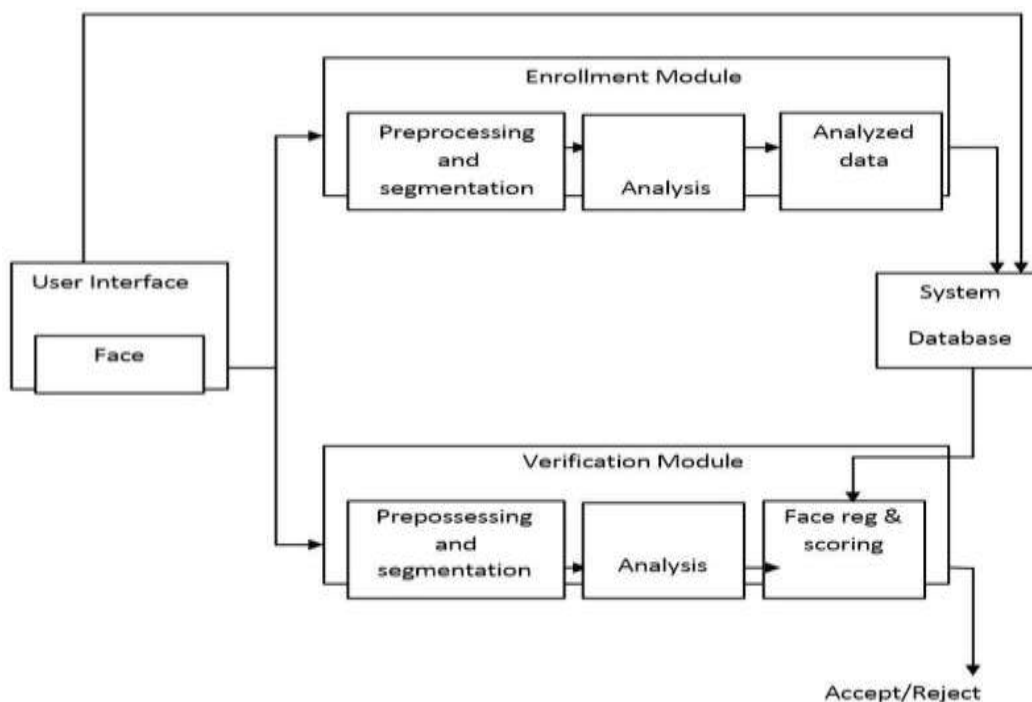 Enrollment Module
Preprocessing
and
segmentation
Analysis
Analyzed
data
User Interface
Face
System
Database
Verification Module
Prepossessing
and
segmentation
Analysis
Face reg &
scoring
Accept/Reject